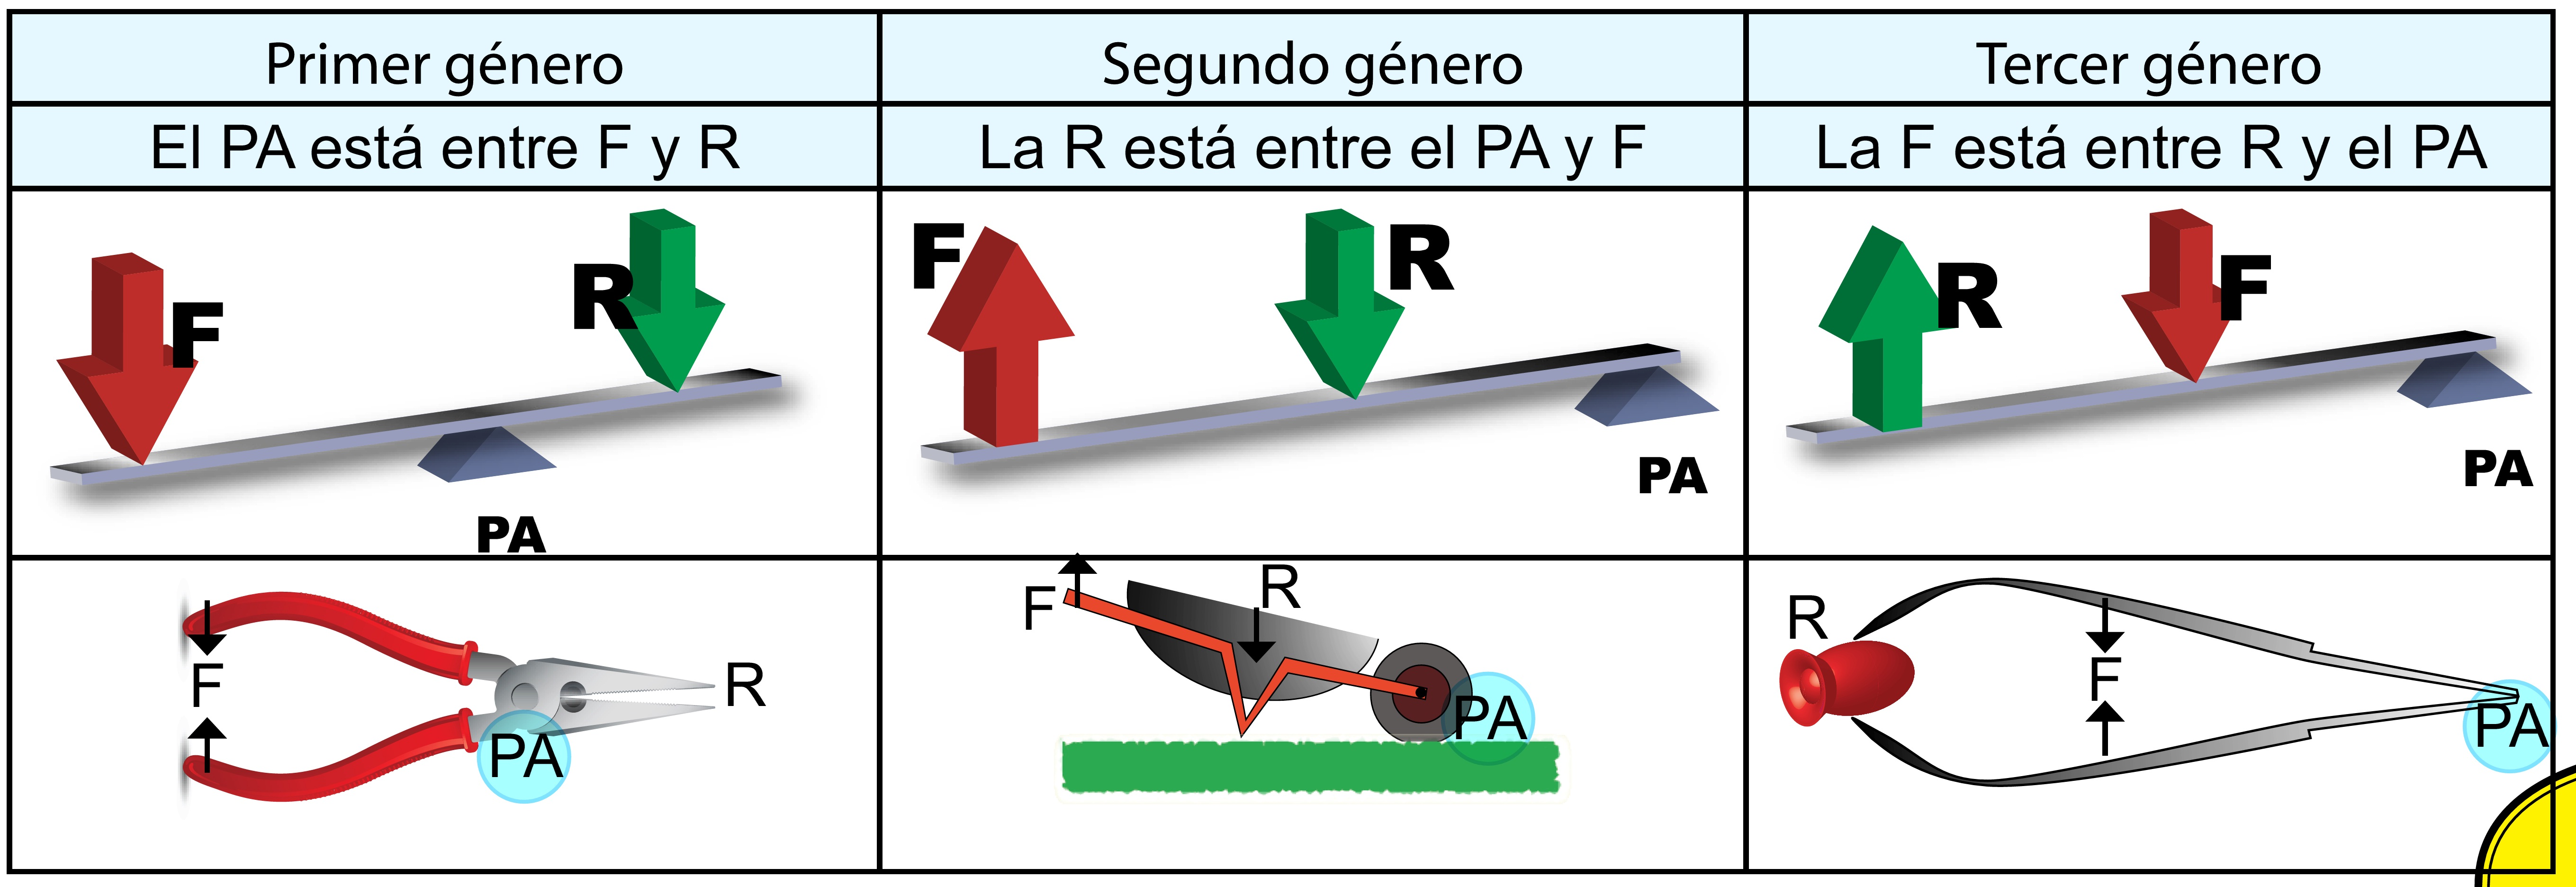 Primer género
Segundo género
Tercer género
El PA está entre F y R
La R está entre el PA y F
La F está entre R y el PA
F
R
PA
F
R
PA
R
F
PA
F
R
PA
F
R
PA
R
F
PA